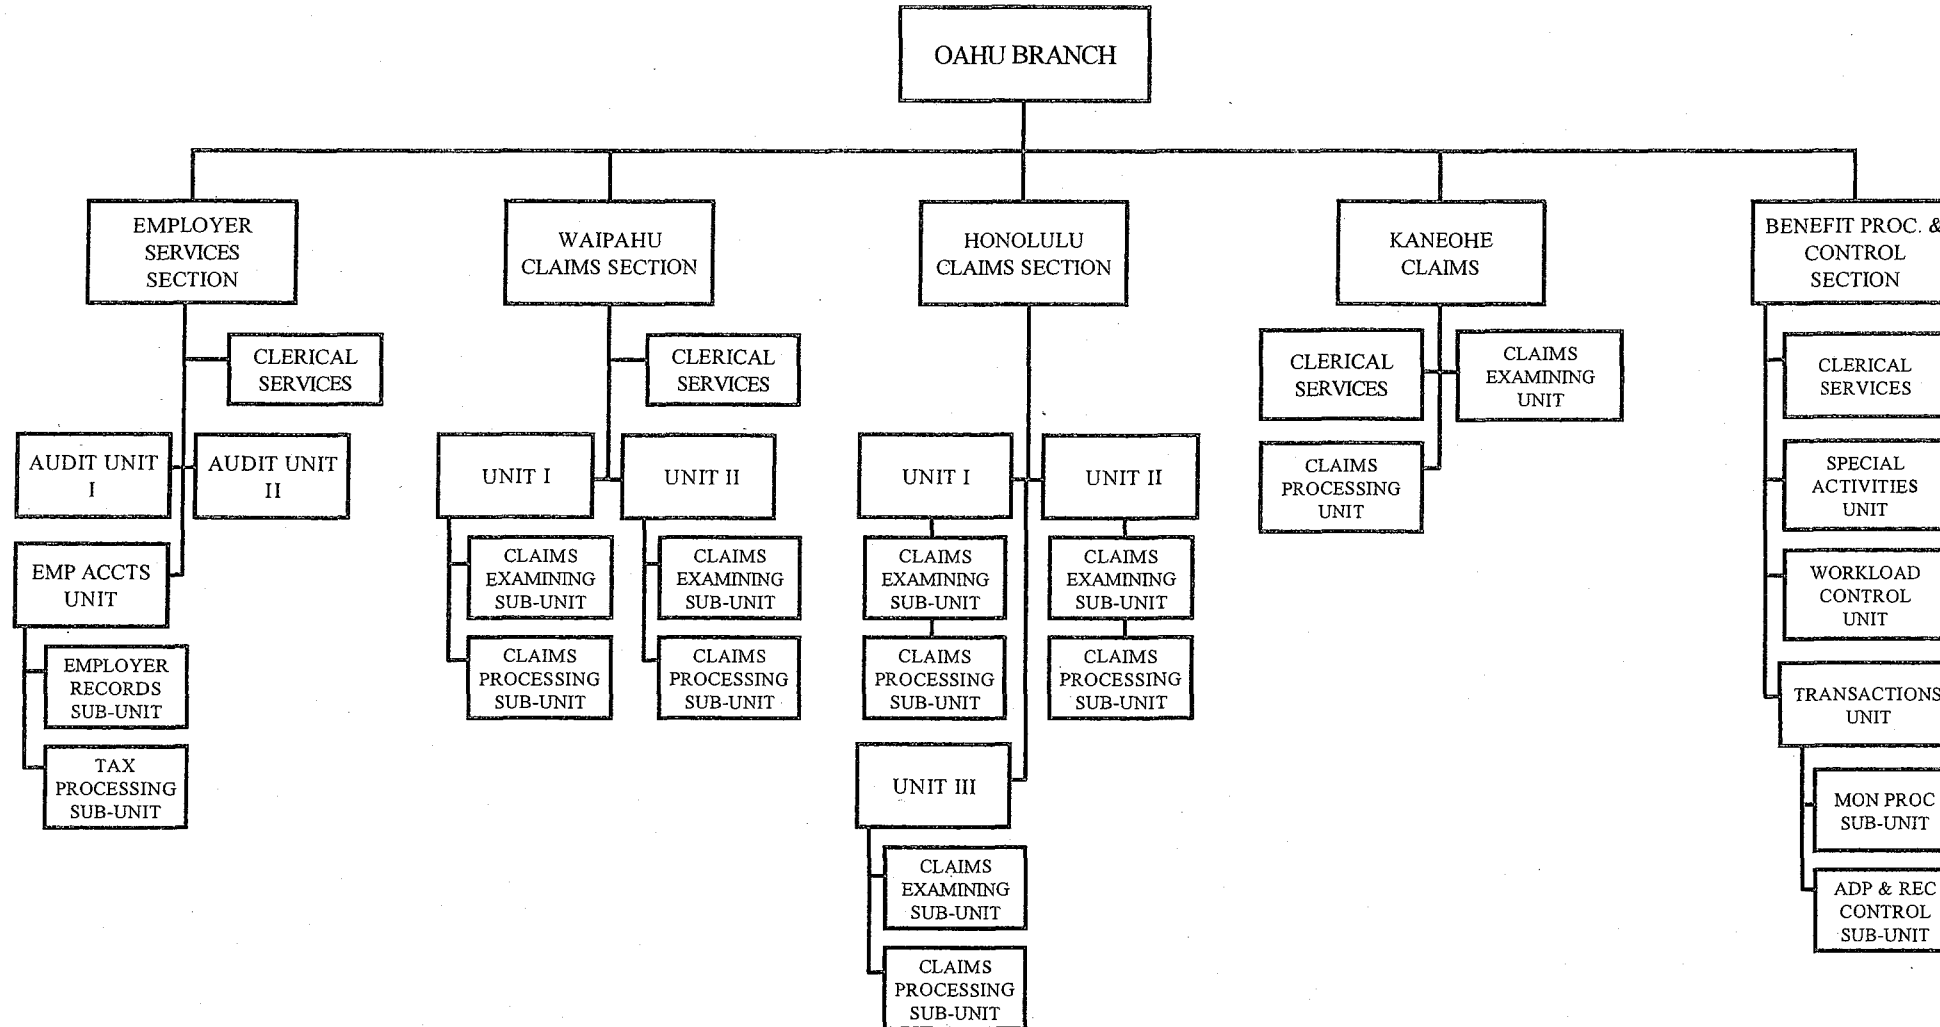 OAHU BRANCH
EMPLOYER
SERVICES
SECTION
WAIPAHU
CLAIMS SECTION
HONOLULU
CLAIMS SECTION
KANEOHE
CLAIMS
BENEFIT PROC. &
CONTROL
SECTION
CLERICAL
SERVICES
AUDIT UNIT
I
AUDIT UNIT
II
EMP ACCTS
UNIT
EMPLOYER
RECORDS
SUB-UNIT
TAX
PROCESSING
SUB-UNIT
CLERICAL
SERVICES
UNIT I
UNIT II
CLAIMS
EXAMINING
SUB-UNIT
CLAIMS
EXAMINING
SUB-UNIT
CLAIMS
PROCESSING
SUB-UNIT
CLAIMS
PROCESSING
SUB-UNIT
UNIT I
UNIT II
CLAIMS
EXAMINING
SUB-UNIT
CLAIMS
EXAMINING
SUB-UNIT
CLAIMS
PROCESSING
SUB-UNIT
CLAIMS
PROCESSING
SUB-UNIT
UNIT III
CLAIMS
EXAMINING
SUB-UNIT
CLAIMS
PROCESSING
SUB-UNIT
CLERICAL
SERVICES
CLAIMS
EXAMINING
UNIT
CLAIMS
PROCESSING
UNIT
CLERICAL
SERVICES
SPECIAL
ACTIVITIES
UNIT
WORKLOAD
CONTROL
UNIT
TRANSACTIONS
UNIT
MON PROC
SUB-UNIT
ADP & REC
CONTROL
SUB-UNIT